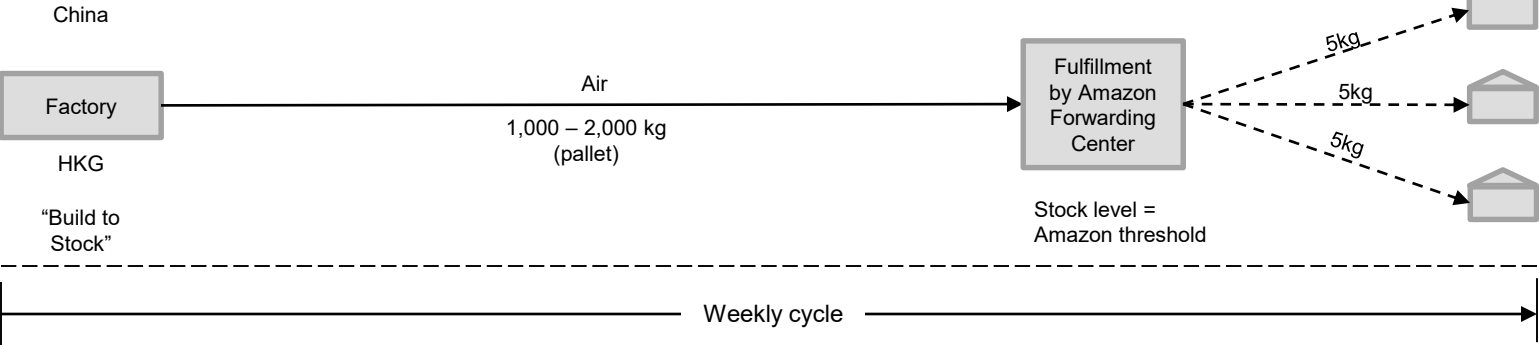 China
Factory
HKG
“Build to
Stock”
Air
1,000 – 2,000 kg
(pallet)
Fulfillment
by Amazon
Forwarding
Center
Stock level =
Amazon threshold
5kg
5kg
5kg
Weekly cycle